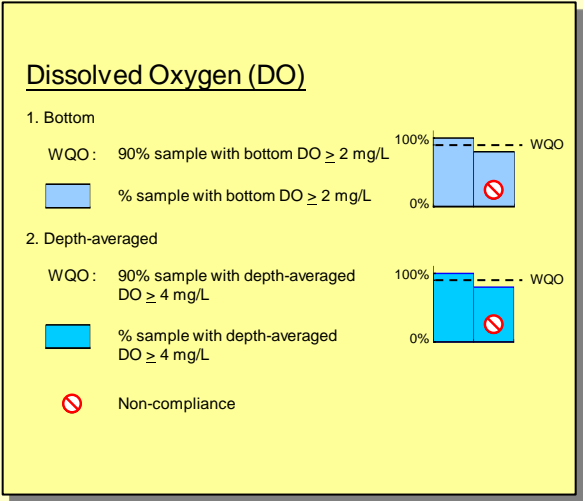 Dissolved Oxygen (DO)
1. Bottom
WQO: 90% sample with bottom DO ≥ 2 mg/L
% sample with bottom DO ≥ 2 mg/L
100%
WQO
0%
2. Depth-averaged
WQO: 90% sample with depth-averaged
DO ≥ 4 mg/L
% sample with depth-averaged
DO ≥ 4 mg/L
100%
WQO
0%
Non-compliance